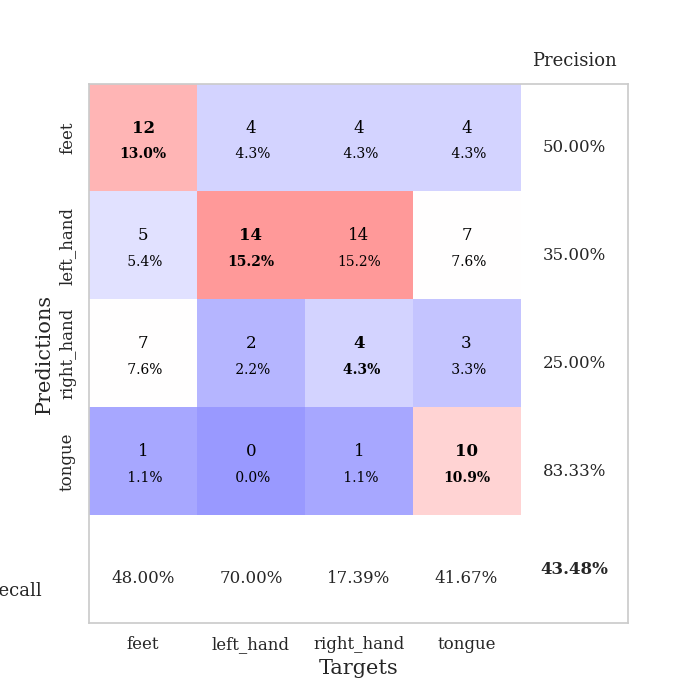 Precision
feet
12 4 4 4
13.0% 4.3% 4.3% 4.3%
50.00%
left_hand
5 14 14 7
5.4% 15.2% 15.2% 7.6%
35.00%
right_hand
7 2 4 3
7.6% 2.2% 4.3% 3.3%
25.00%
tongue
1 0 1 10
1.1% 0.0% 1.1% 10.9%
83.33%
Predictions
ecall
48.00% 70.00% 17.39% 41.67% 43.48%
feet left_hand right_hand tongue
Targets